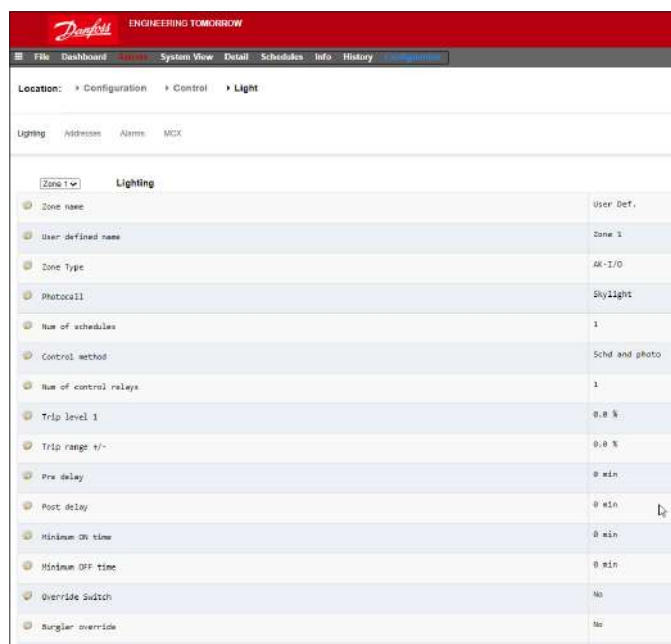 Danfoss ENGINEERING TOMORROW
File Dashboard Alarms System View Detail Schedules Info History Configuration
Location: Configuration Control Light
Lighting Addresses Alarms MCX
Zone 1 Lighting
Zone name User Def.
User defined name Zone 1
Zone Type AK-I/O
Photocell Skylight
Num of schedules 1
Control method Schd and photo
Num of control relays 1
Trip level 1 0.0 %
Trip range +/- 0.0 %
Pre delay 0 min
Post delay 0 min
Minimum ON time 0 min
Minimum OFF time 0 min
Override Switch No
Burglar override No